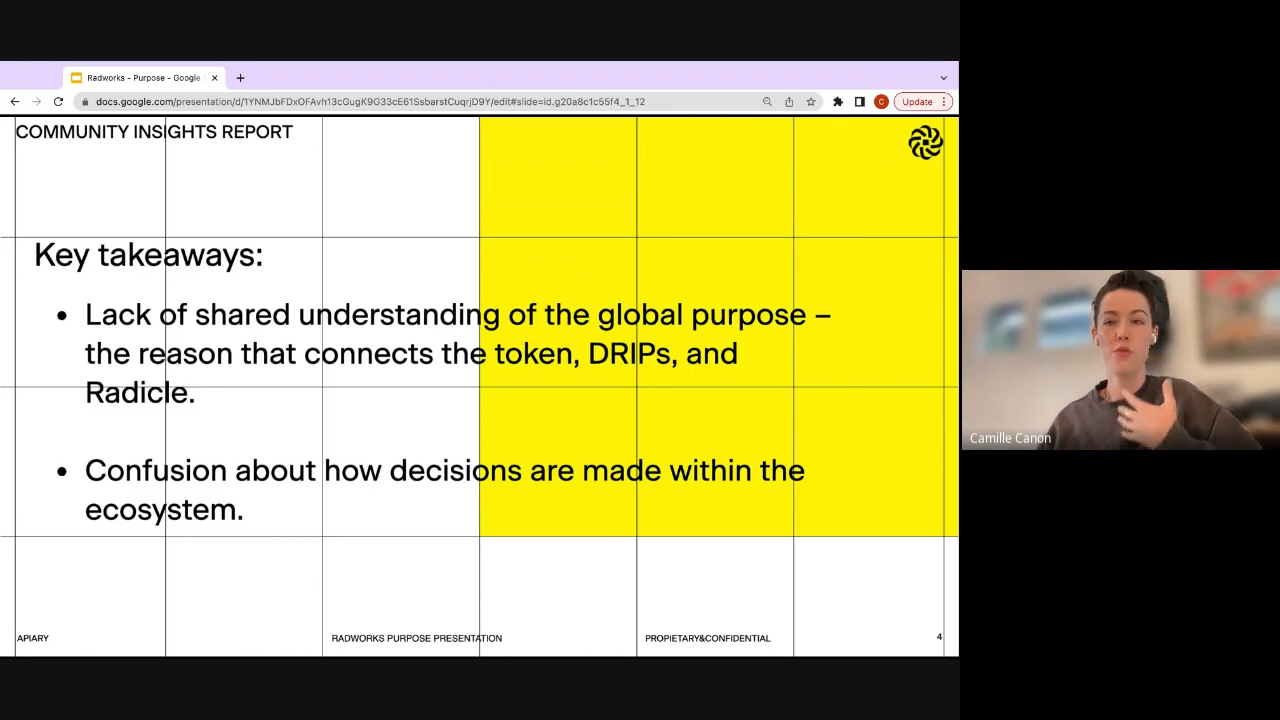 Radworks - Purpose - Google
Update
docs.google.com/presentation/d/1YNMJbFDxOFAvh13cGugK9G33cE61SsbarstCuqrjD9Y/edit#slide=id.g20a8c1c55f4_1_12
C
COMMUNITY INSIGHTS REPORT
Key takeaways:
• Lack of shared understanding of the global purpose –
the reason that connects the token, DRIPs, and
Radicle.
• Confusion about how decisions are made within the
ecosystem.
APIARY
RADWORKS PURPOSE PRESENTATION
PROPIETARY&CONFIDENTIAL
4
Camille Canon